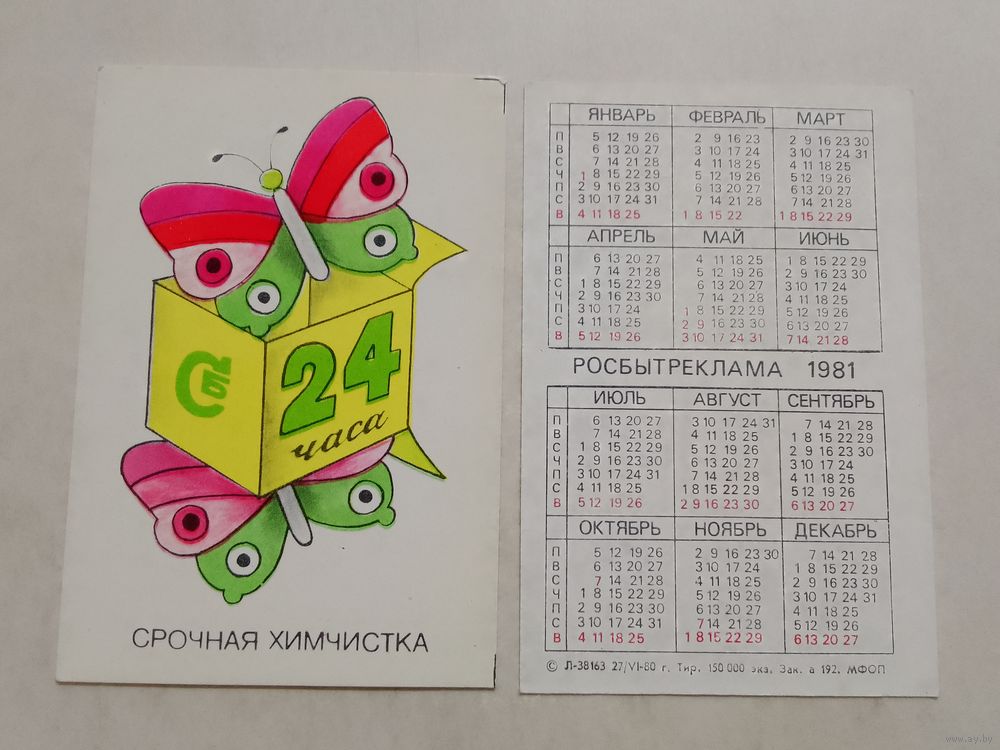 СБ
24
часа
СРОЧНАЯ ХИМЧИСТКА
ЯНВАРЬ ФЕВРАЛЬ МАРТ
П 5 12 19 26 2 9 16 23 2 9 16 23 30
В 6 13 20 27 3 10 17 24 3 10 17 24 31
С 7 14 21 28 4 11 18 25 4 11 18 25
Ч 1 8 15 22 29 5 12 19 26 5 12 19 26
П 2 9 16 23 30 6 13 20 27 6 13 20 27
С 3 10 17 24 31 7 14 21 28 7 14 21 28
В 4 11 18 25 1 8 15 22 1 8 15 22 29
АПРЕЛЬ МАЙ ИЮНЬ
П 6 13 20 27 4 11 18 25 1 8 15 22 29
В 7 14 21 28 5 12 19 26 2 9 16 23 30
С 1 8 15 22 29 6 13 20 27 3 10 17 24
Ч 2 9 16 23 30 7 14 21 28 4 11 18 25
П 3 10 17 24 1 8 15 22 29 5 12 19 26
С 4 11 18 25 2 9 16 23 30 6 13 20 27
В 5 12 19 26 3 10 17 24 31 7 14 21 28
РОСБЫТРЕКЛАМА 1981
ИЮЛЬ АВГУСТ СЕНТЯБРЬ
П 6 13 20 27 3 10 17 24 31 7 14 21 28
В 7 14 21 28 4 11 18 25 1 8 15 22 29
С 1 8 15 22 29 5 12 19 26 2 9 16 23 30
Ч 2 9 16 23 30 6 13 20 27 3 10 17 24
П 3 10 17 24 31 7 14 21 28 4 11 18 25
С 4 11 18 25 1 8 15 22 29 5 12 19 26
В 5 12 19 26 2 9 16 23 30 6 13 20 27
ОКТЯБРЬ НОЯБРЬ ДЕКАБРЬ
П 5 12 19 26 2 9 16 23 30 7 14 21 28
В 6 13 20 27 3 10 17 24 1 8 15 22 29
С 7 14 21 28 4 11 18 25 2 9 16 23 30
Ч 1 8 15 22 29 5 12 19 26 3 10 17 24 31
П 2 9 16 23 30 6 13 20 27 4 11 18 25
С 3 10 17 24 31 7 14 21 28 5 12 19 26
В 4 11 18 25 1 8 15 22 29 6 13 20 27
© Л-38163 27/VI-80 г. Тир. 150 000 экз. Зак. а 192. МФОП
www.ay.by